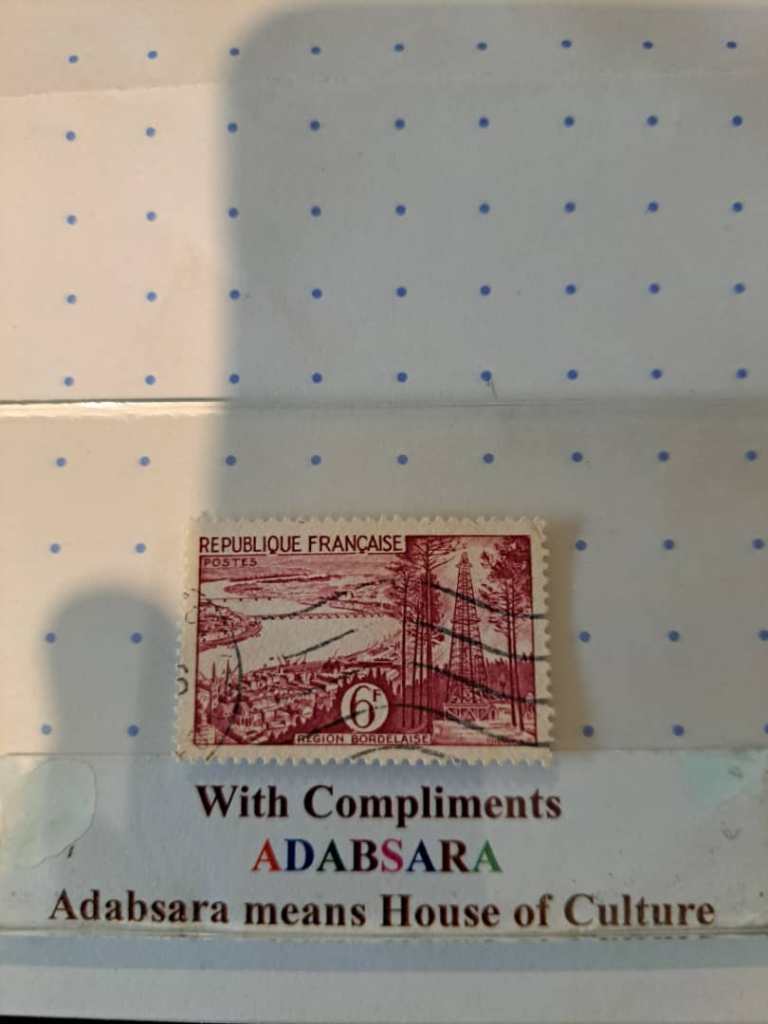 REPUBLIQUE FRANÇAISE
POSTES
6F
REGION BORDELAISE
With Compliments
ADABSARA
Adabsara means House of Culture